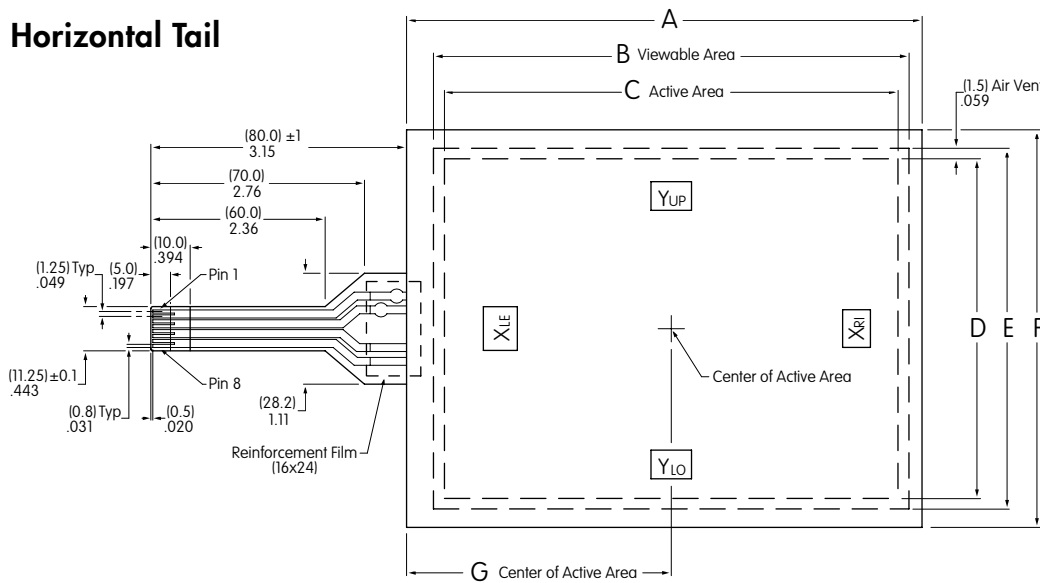 Horizontal Tail
A
B Viewable Area
C Active Area
(1.5) Air Vent
.059
(80.0) ±1
3.15
(70.0)
2.76
(60.0)
2.36
(10.0)
.394
(1.25) Typ
.049
(5.0)
.197
Pin 1
YUP
XLE
XRI
D
E
F
Center of Active Area
(11.25)±0.1
.443
Pin 8
(0.8) Typ
.031
(0.5)
.020
(28.2)
1.11
Reinforcement Film
(16x24)
YLO
G Center of Active Area